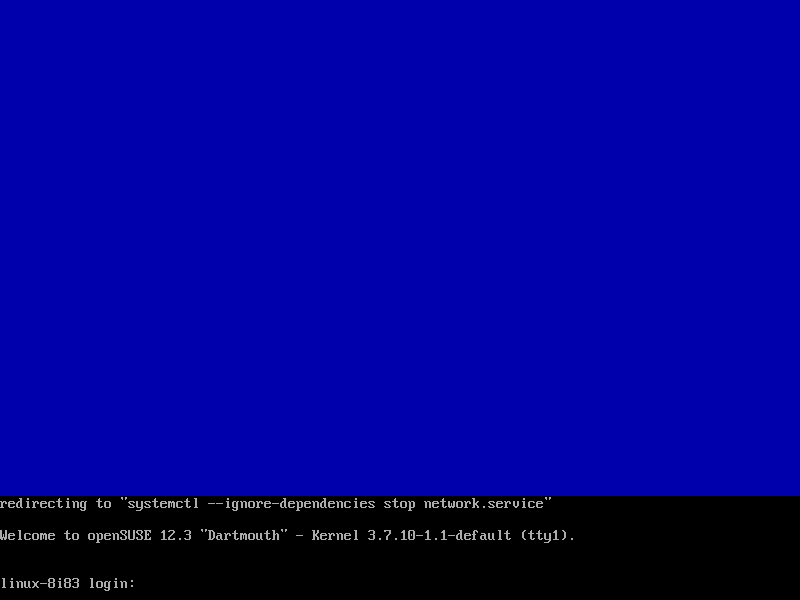 redirecting to "systemctl --ignore-dependencies stop network.service"
Welcome to openSUSE 12.3 "Dartmouth" - Kernel 3.7.10-1.1-default (tty1).
linux-8i83 login: